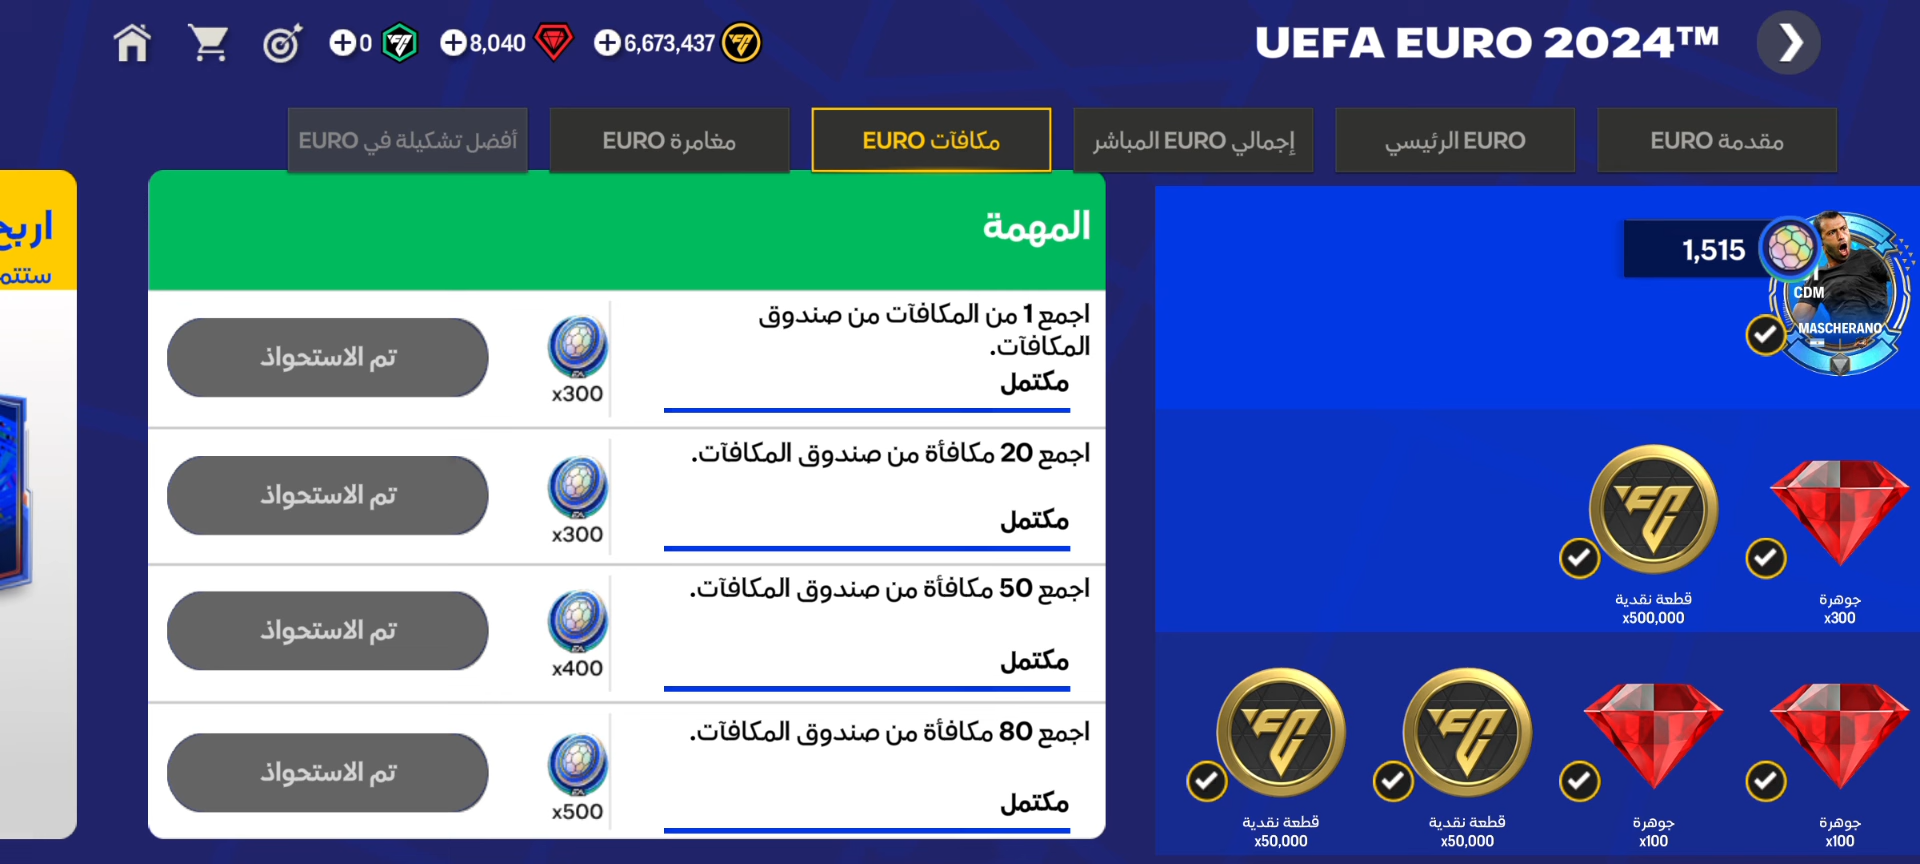 UEFA EURO 2024™
6,673,437
8,040
0
مقدمة EURO
EURO الرئيسي
إجمالي EURO المباشر
مكافآت EURO
مغامرة EURO
أفضل تشكيلة في EURO
1,515
CDM
MASCHERANO
جوهرة
x300
قطعة نقدية
x500,000
جوهرة
x100
جوهرة
x100
قطعة نقدية
x50,000
قطعة نقدية
x50,000
المهمة
اجمع 1 من المكافآت من صندوق
المكافآت.
مكتمل
x300
تم الاستحواذ
اجمع 20 مكافأة من صندوق المكافآت.
مكتمل
x300
تم الاستحواذ
اجمع 50 مكافأة من صندوق المكافآت.
مكتمل
x400
تم الاستحواذ
اجمع 80 مكافأة من صندوق المكافآت.
مكتمل
x500
تم الاستحواذ